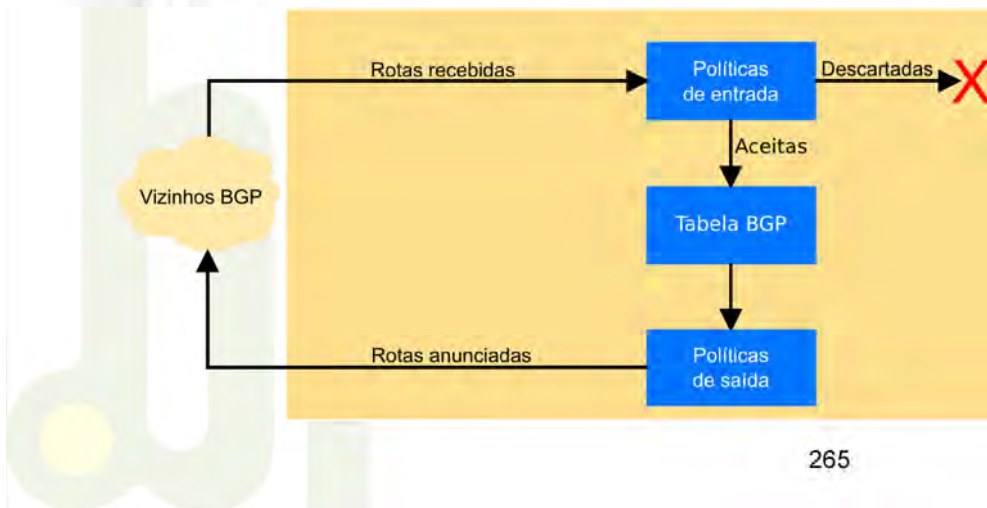 Rotas recebidas
Políticas
de entrada
Descartadas
X
Aceitas
Vizinhos BGP
Tabela BGP
Rotas anunciadas
Políticas
de saída
265